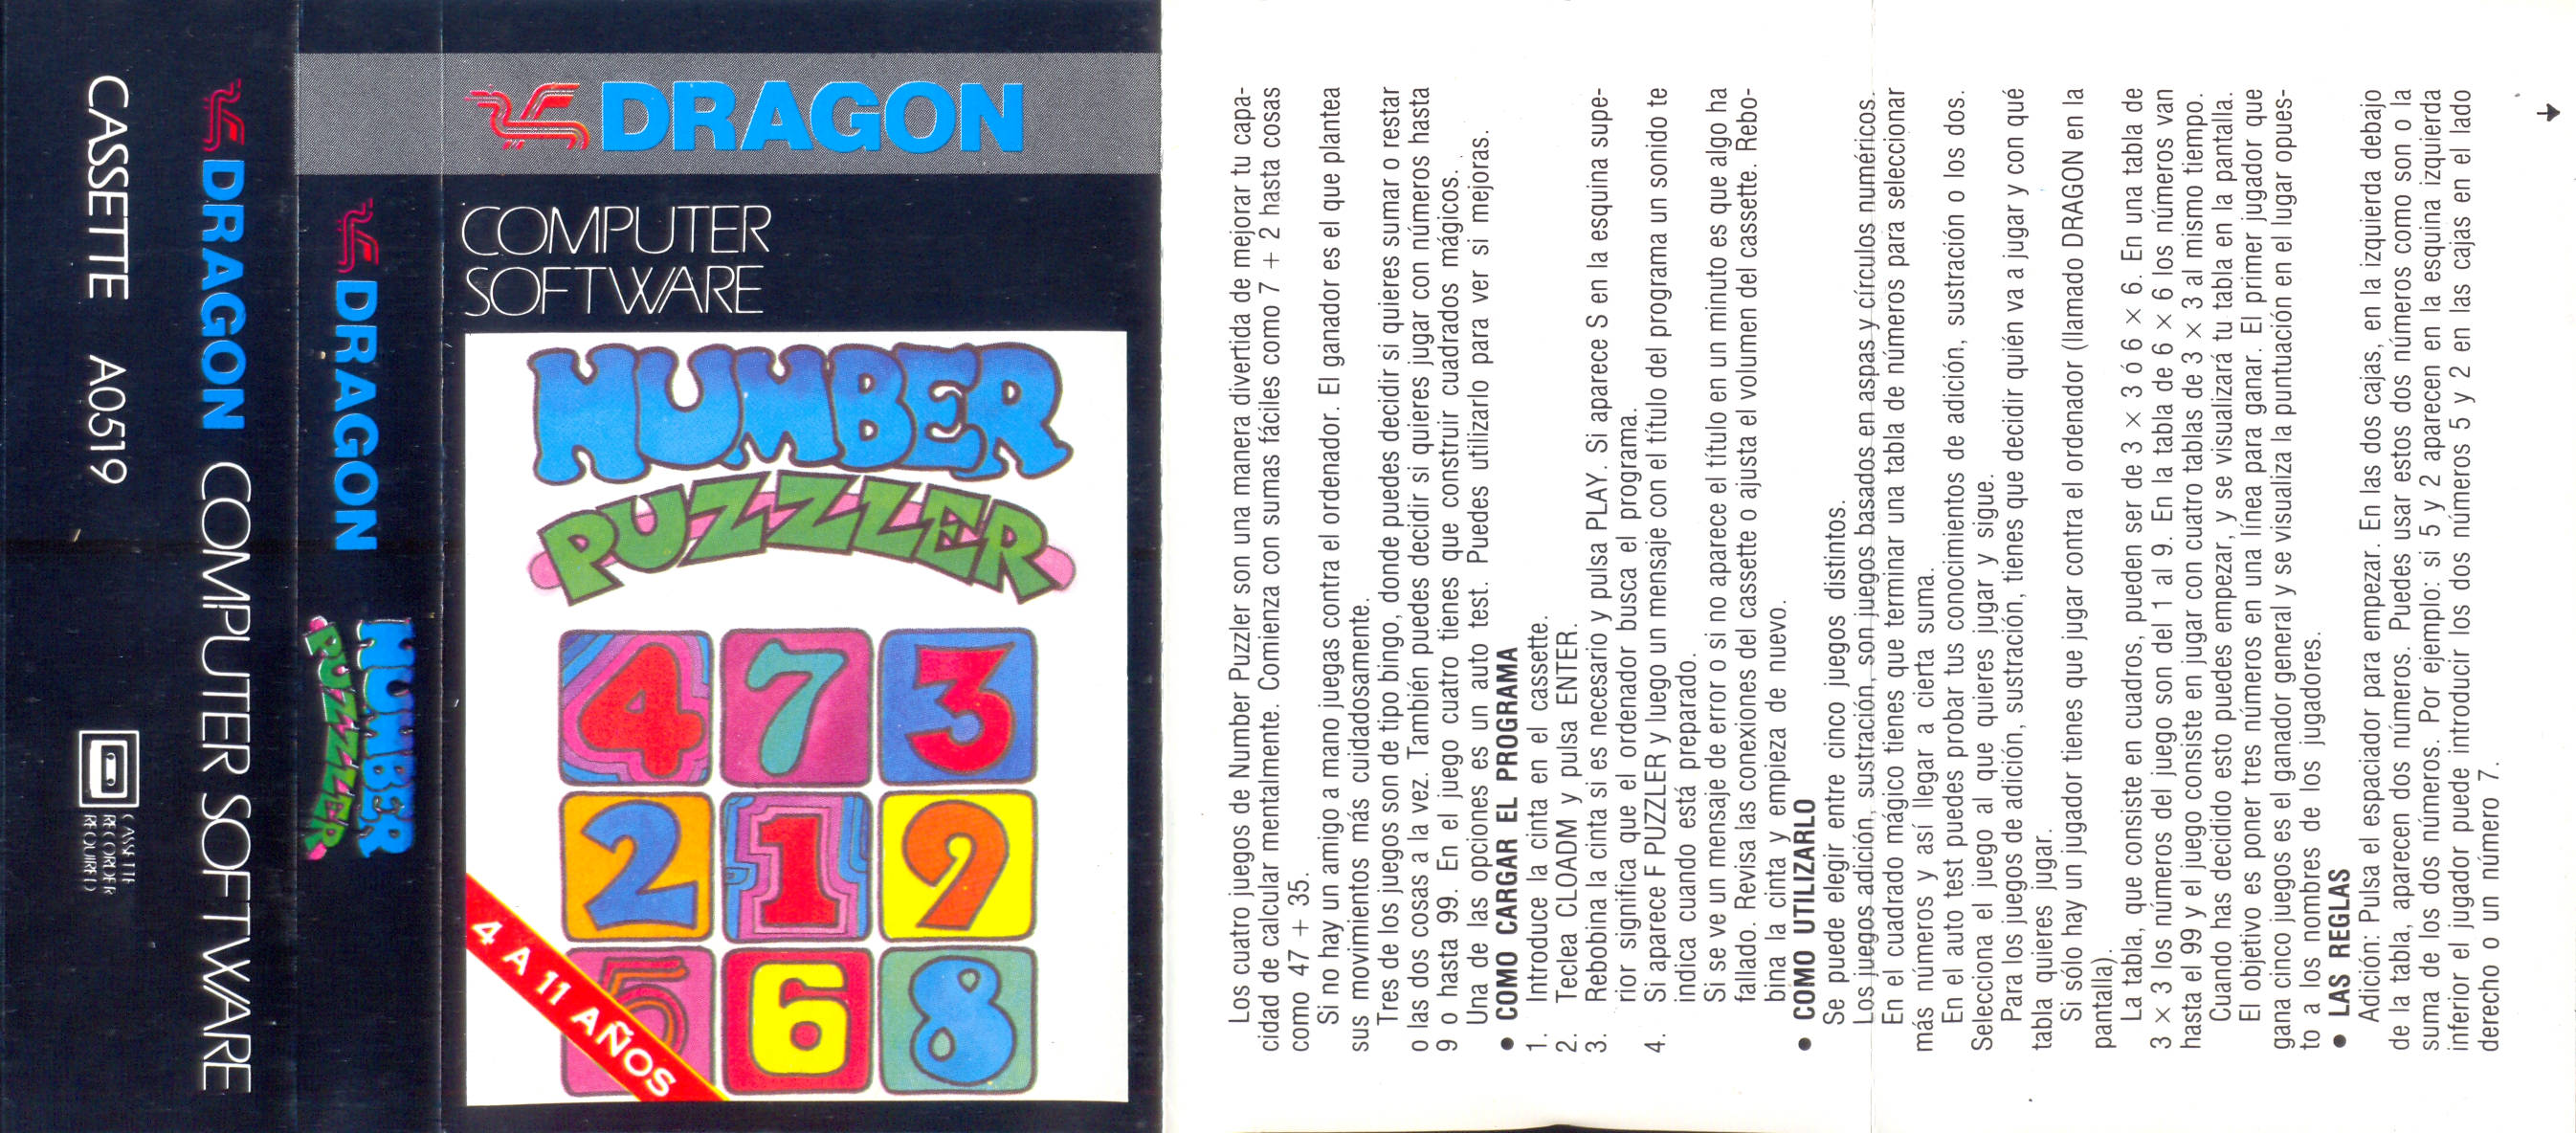 CASSETTE A0519
CASSETTE
RECORDER
REQUIRED
DRAGON COMPUTER SOFTWARE
DRAGON NUMBER
PUZZLER
DRAGON
COMPUTER
SOFTWARE
NUMBER
PUZZLER
4 7 3
2 1 9
5 6 8
4 A 11 AÑOS
Los cuatro juegos de Number Puzzler son una manera divertida de mejorar tu capa-
cidad de calcular mentalmente. Comienza con sumas fáciles como 7 + 2 hasta cosas
como 47 + 35.
Si no hay un amigo a mano juegas contra el ordenador. El ganador es el que plantea
sus movimientos más cuidadosamente.
Tres de los juegos son de tipo bingo, donde puedes decidir si quieres sumar o restar
o las dos cosas a la vez. También puedes decidir si quieres jugar con números hasta
9 o hasta 99. En el juego cuatro tienes que construir cuadrados mágicos.
Una de las opciones es un auto test. Puedes utilizarlo para ver si mejoras.
• COMO CARGAR EL PROGRAMA
1. Introduce la cinta en el cassette.
2. Teclea CLOADM y pulsa ENTER.
3. Rebobina la cinta si es necesario y pulsa PLAY. Si aparece S en la esquina supe-
rior significa que el ordenador busca el programa.
4. Si aparece F PUZZLER y luego un mensaje con el título del programa un sonido te
indica cuando está preparado.
Si se ve un mensaje de error o si no aparece el título en un minuto es que algo ha
fallado. Revisa las conexiones del cassette o ajusta el volumen del cassette. Rebo-
bina la cinta y empieza de nuevo.
• COMO UTILIZARLO
Se puede elegir entre cinco juegos distintos.
Los juegos adición, sustración, son juegos basados en aspas y círculos numéricos.
En el cuadrado mágico tienes que terminar una tabla de números para seleccionar
más números y así llegar a cierta suma.
En el auto test puedes probar tus conocimientos de adición, sustración o los dos.
Selecciona el juego al que quieres jugar y sigue.
Para los juegos de adición, sustración, tienes que decidir quién va a jugar y con qué
tabla quieres jugar.
Si sólo hay un jugador tienes que jugar contra el ordenador (llamado DRAGON en la
pantalla).
La tabla, que consiste en cuadros, pueden ser de 3 × 3 ó 6 × 6. En una tabla de
3 × 3 los números del juego son del 1 al 9. En la tabla de 6 × 6 los números van
hasta el 99 y el juego consiste en jugar con cuatro tablas de 3 × 3 al mismo tiempo.
Cuando has decidido esto puedes empezar, y se visualizará tu tabla en la pantalla.
El objetivo es poner tres números en una línea para ganar. El primer jugador que
gana cinco juegos es el ganador general y se visualiza la puntuación en el lugar opues-
to a los nombres de los jugadores.
• LAS REGLAS
Adición: Pulsa el espaciador para empezar. En las dos cajas, en la izquierda debajo
de la tabla, aparecen dos números. Puedes usar estos dos números como son o la
suma de los dos números. Por ejemplo: si 5 y 2 aparecen en la esquina izquierda
inferior el jugador puede introducir los dos números 5 y 2 en las cajas en el lado
derecho o un número 7.